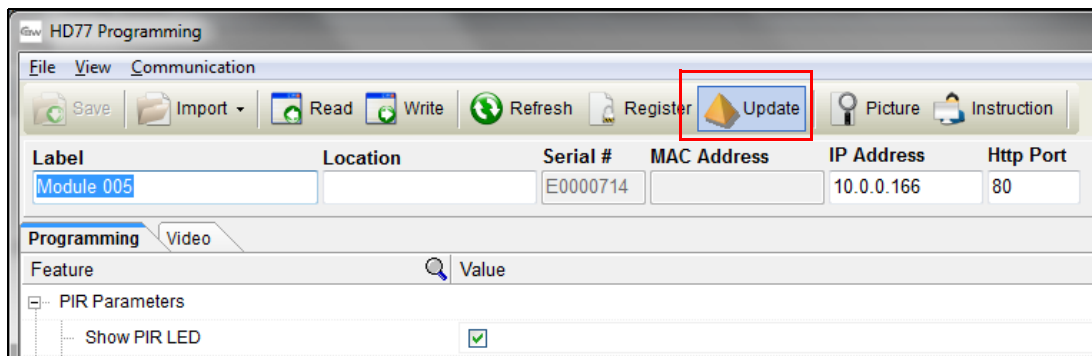 HD77 Programming
File View Communication
Save Import Read Write Refresh Register Update Picture Instruction
Label Location Serial # MAC Address IP Address Http Port
Module 005 E0000714 10.0.0.166 80
Programming Video
Feature Value
PIR Parameters
Show PIR LED